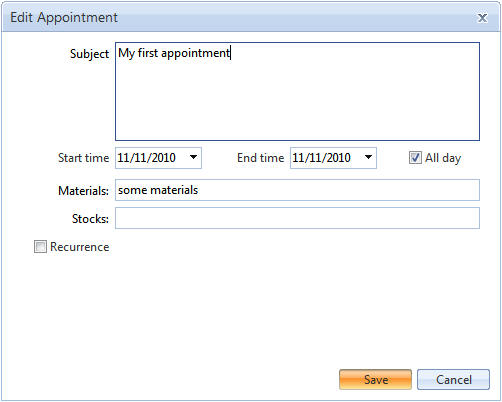 Edit Appointment
Subject My first appointment
Start time 11/11/2010 End time 11/11/2010 All day
Materials: some materials
Stocks:
Recurrence
Save Cancel